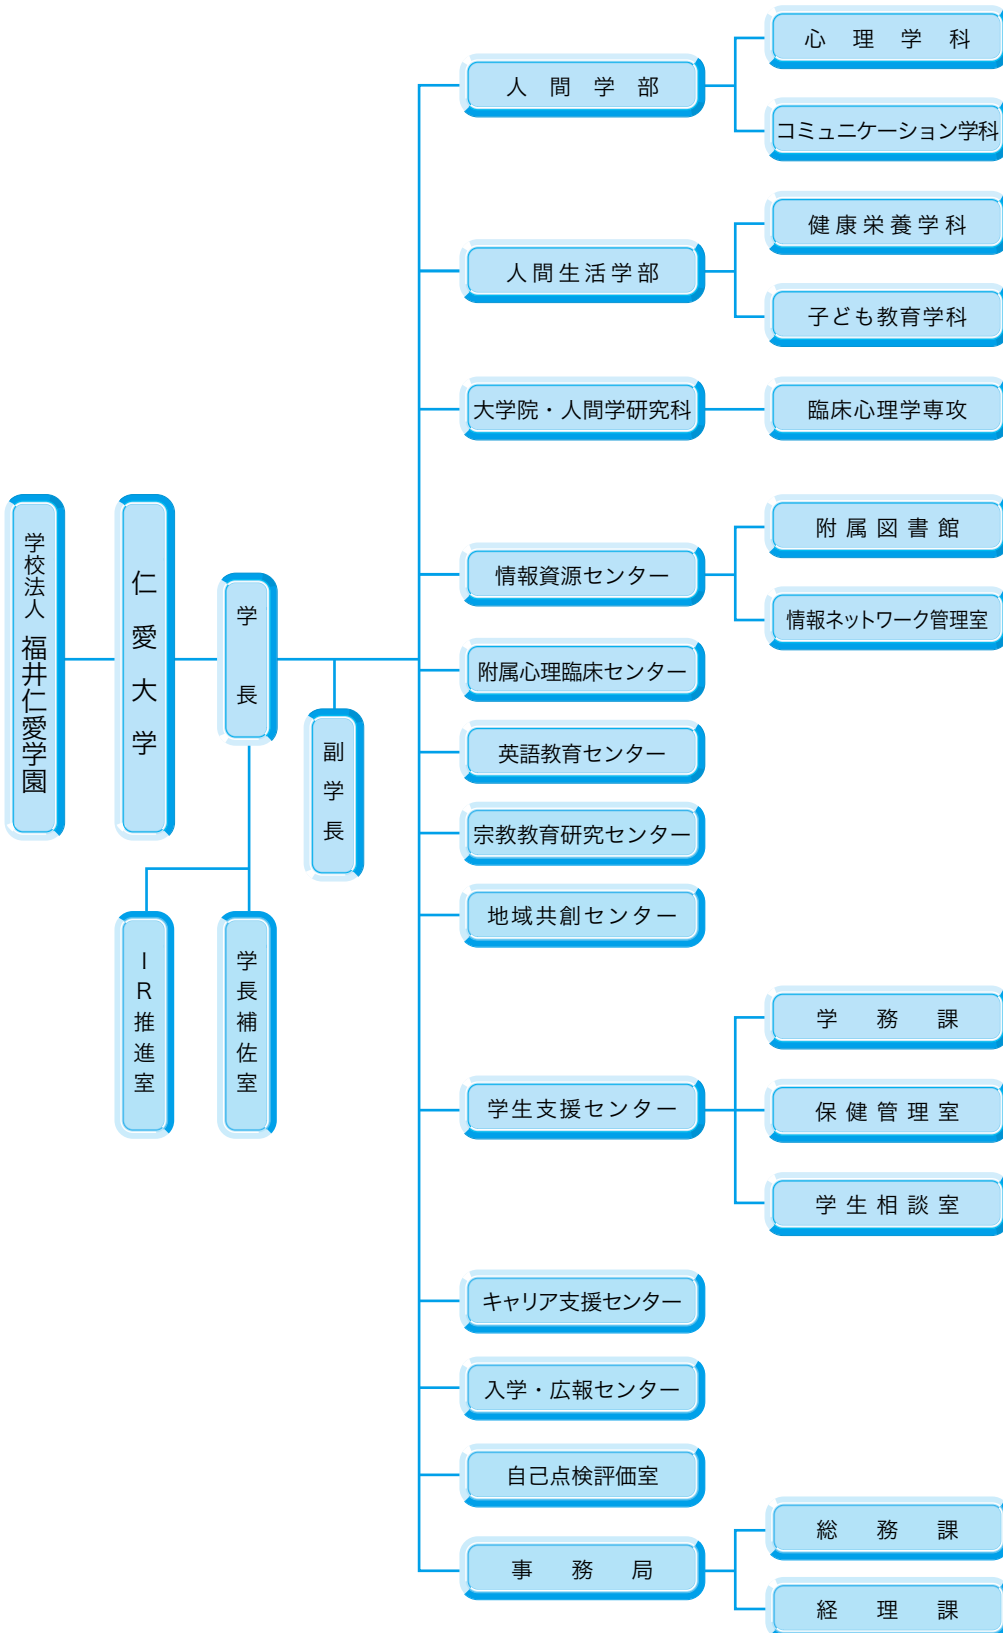 学校法人 福井仁愛学園
仁愛大学
学長
副学長
IR推進室
学長補佐室
人間学部
心理学科
コミュニケーション学科
人間生活学部
健康栄養学科
子ども教育学科
大学院・人間学研究科
臨床心理学専攻
情報資源センター
附属図書館
情報ネットワーク管理室
附属心理臨床センター
英語教育センター
宗教教育研究センター
地域共創センター
学生支援センター
学務課
保健管理室
学生相談室
キャリア支援センター
入学・広報センター
自己点検評価室
事務局
総務課
経理課